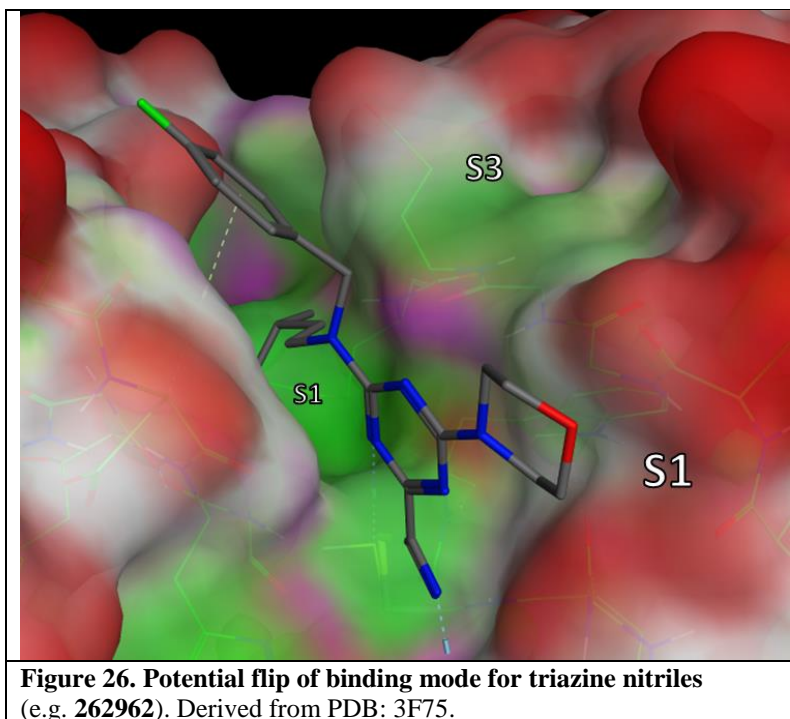 S3
S1
S1
Figure 26. Potential flip of binding mode for triazine nitriles
(e.g. 262962). Derived from PDB: 3F75.